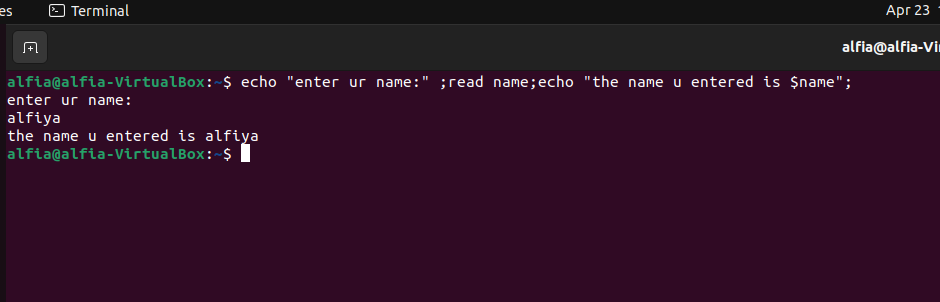 es Terminal Apr 23
alfia@alfia-Vi
alfia@alfia-VirtualBox:~$ echo "enter ur name:" ;read name;echo "the name u entered is $name";
enter ur name:
alfiya
the name u entered is alfiya
alfia@alfia-VirtualBox:~$